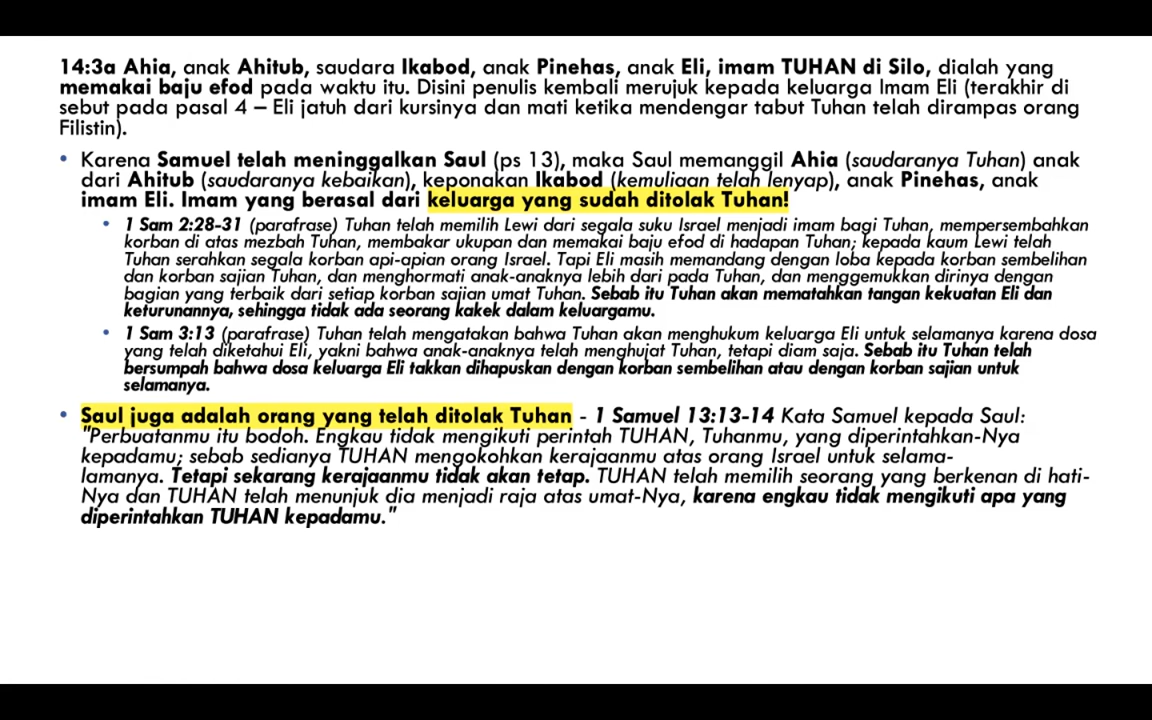 14:3a Ahia, anak Ahitub, saudara Ikabod, anak Pinehas, anak Eli, imam TUHAN di Silo, dialah yang
memakai baju efod pada waktu itu. Disini penulis kembali merujuk kepada keluarga Imam Eli (terakhir di
sebut pada pasal 4 – Eli jatuh dari kursinya dan mati ketika mendengar tabut Tuhan telah dirampas orang
Filistin).
• Karena Samuel telah meninggalkan Saul (ps 13), maka Saul memanggil Ahia (saudaranya Tuhan) anak
dari Ahitub (saudaranya kebaikan), keponakan Ikabod (kemuliaan telah lenyap), anak Pinehas, anak
imam Eli. Imam yang berasal dari keluarga yang sudah ditolak Tuhan!
• 1 Sam 2:28-31 (parafrase) Tuhan telah memilih Lewi dari segala suku Israel menjadi imam bagi Tuhan, mempersembahkan
korban di atas mezbah Tuhan, membakar ukupan dan memakai baju efod di hadapan Tuhan; kepada kaum Lewi telah
Tuhan serahkan segala korban api-apian orang Israel. Tapi Eli masih memandang dengan loba kepada korban sembelihan
dan korban sajian Tuhan, dan menghormati anak-anaknya lebih dari pada Tuhan, dan menggemukkan dirinya dengan
bagian yang terbaik dari setiap korban sajian umat Tuhan. Sebab itu Tuhan akan mematahkan tangan kekuatan Eli dan
keturunannya, sehingga tidak ada seorang kakek dalam keluargamu.
• 1 Sam 3:13 (parafrase) Tuhan telah mengatakan bahwa Tuhan akan menghukum keluarga Eli untuk selamanya karena dosa
yang telah diketahui Eli, yakni bahwa anak-anaknya telah menghujat Tuhan, tetapi diam saja. Sebab itu Tuhan telah
bersumpah bahwa dosa keluarga Eli takkan dihapuskan dengan korban sembelihan atau dengan korban sajian untuk
selamanya.
• Saul juga adalah orang yang telah ditolak Tuhan - 1 Samuel 13:13-14 Kata Samuel kepada Saul:
"Perbuatanmu itu bodoh. Engkau tidak mengikuti perintah TUHAN, Tuhanmu, yang diperintahkan-Nya
kepadamu; sebab sedianya TUHAN mengokohkan kerajaanmu atas orang Israel untuk selama-
lamanya. Tetapi sekarang kerajaanmu tidak akan tetap. TUHAN telah memilih seorang yang berkenan di hati-
Nya dan TUHAN telah menunjuk dia menjadi raja atas umat-Nya, karena engkau tidak mengikuti apa yang
diperintahkan TUHAN kepadamu."